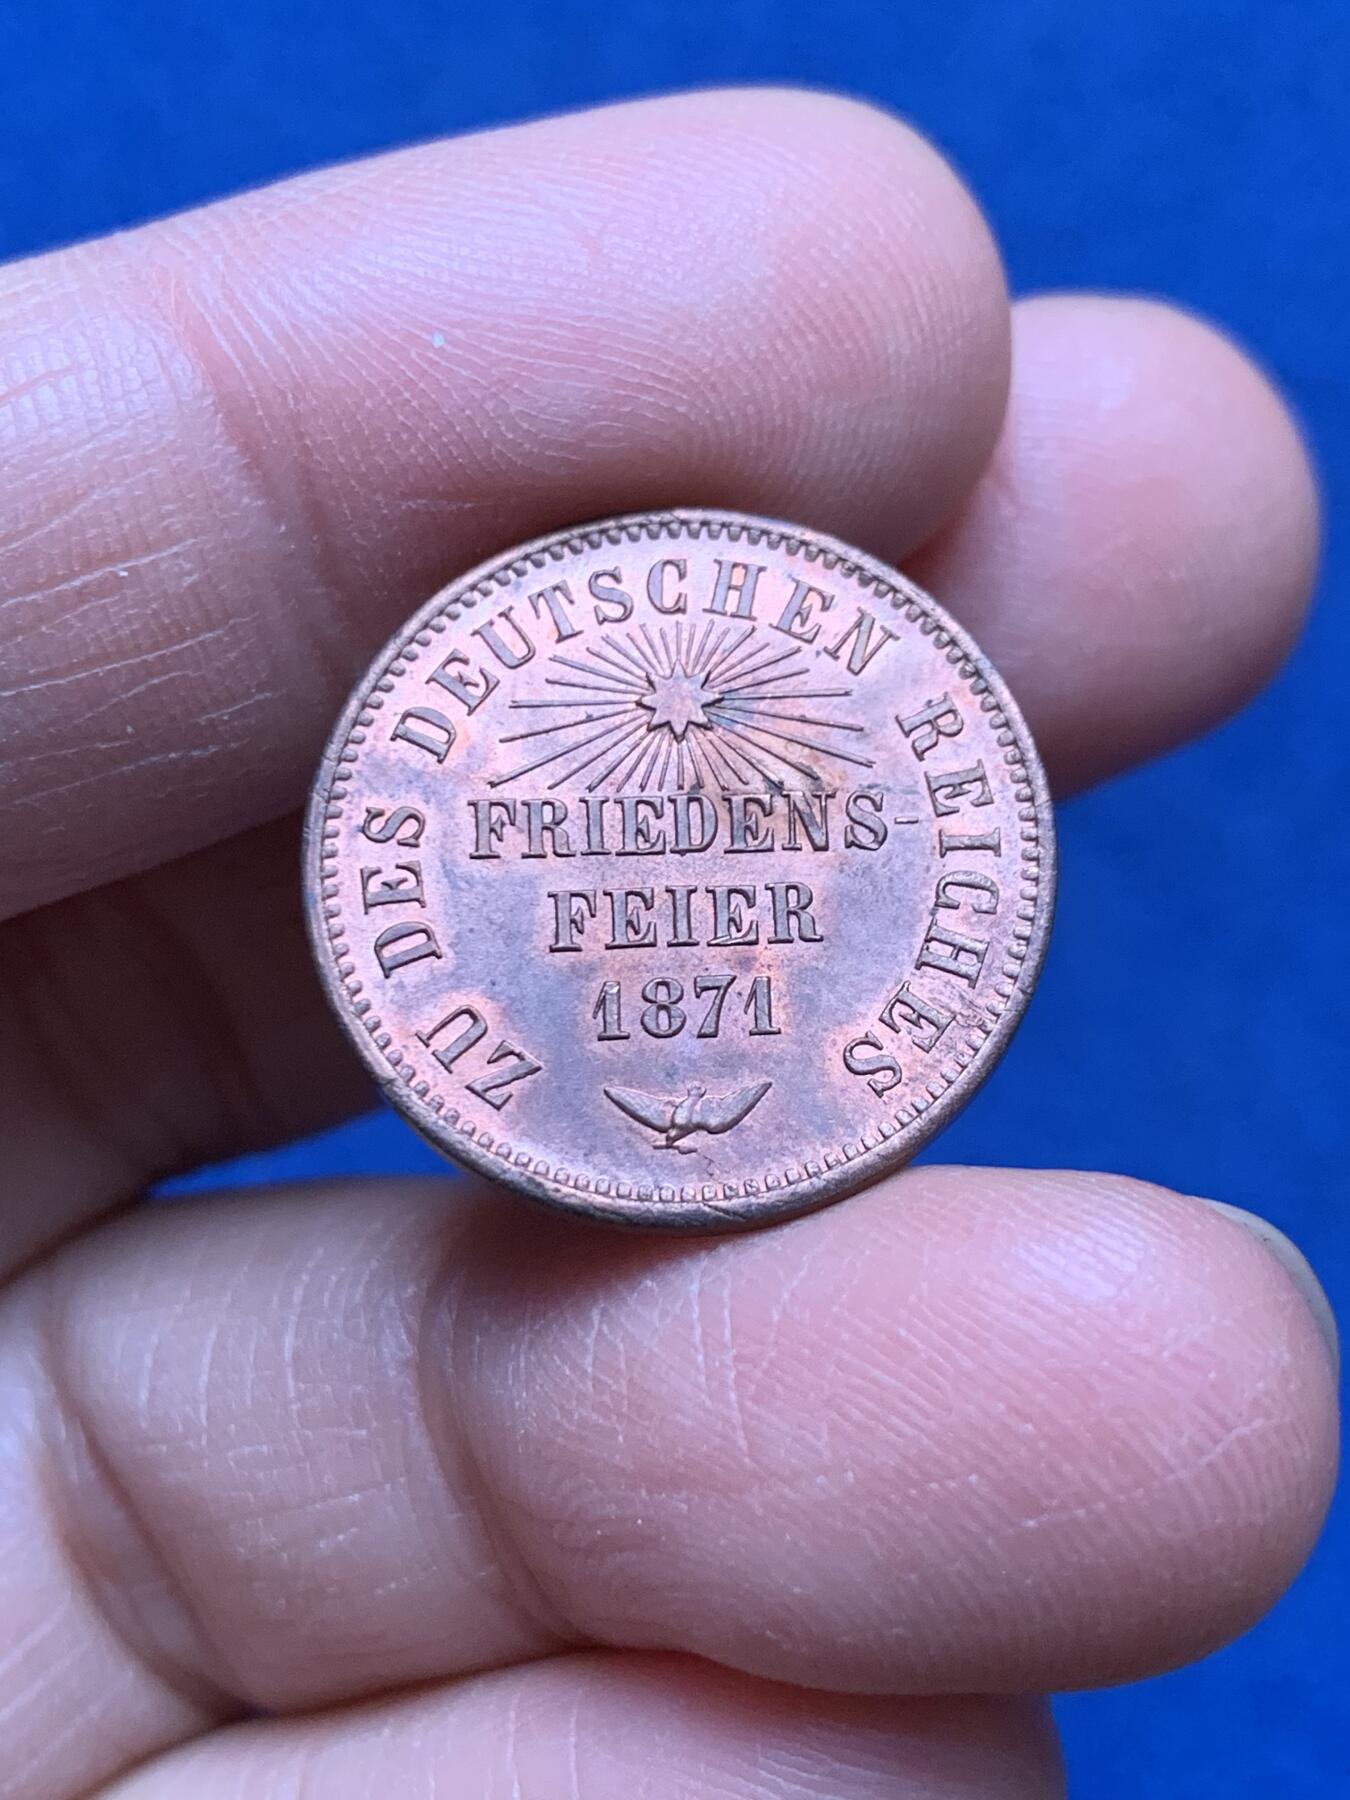 ZU DES DEUTSCHEN REICHES
FRIEDENS-
FEIER
1871